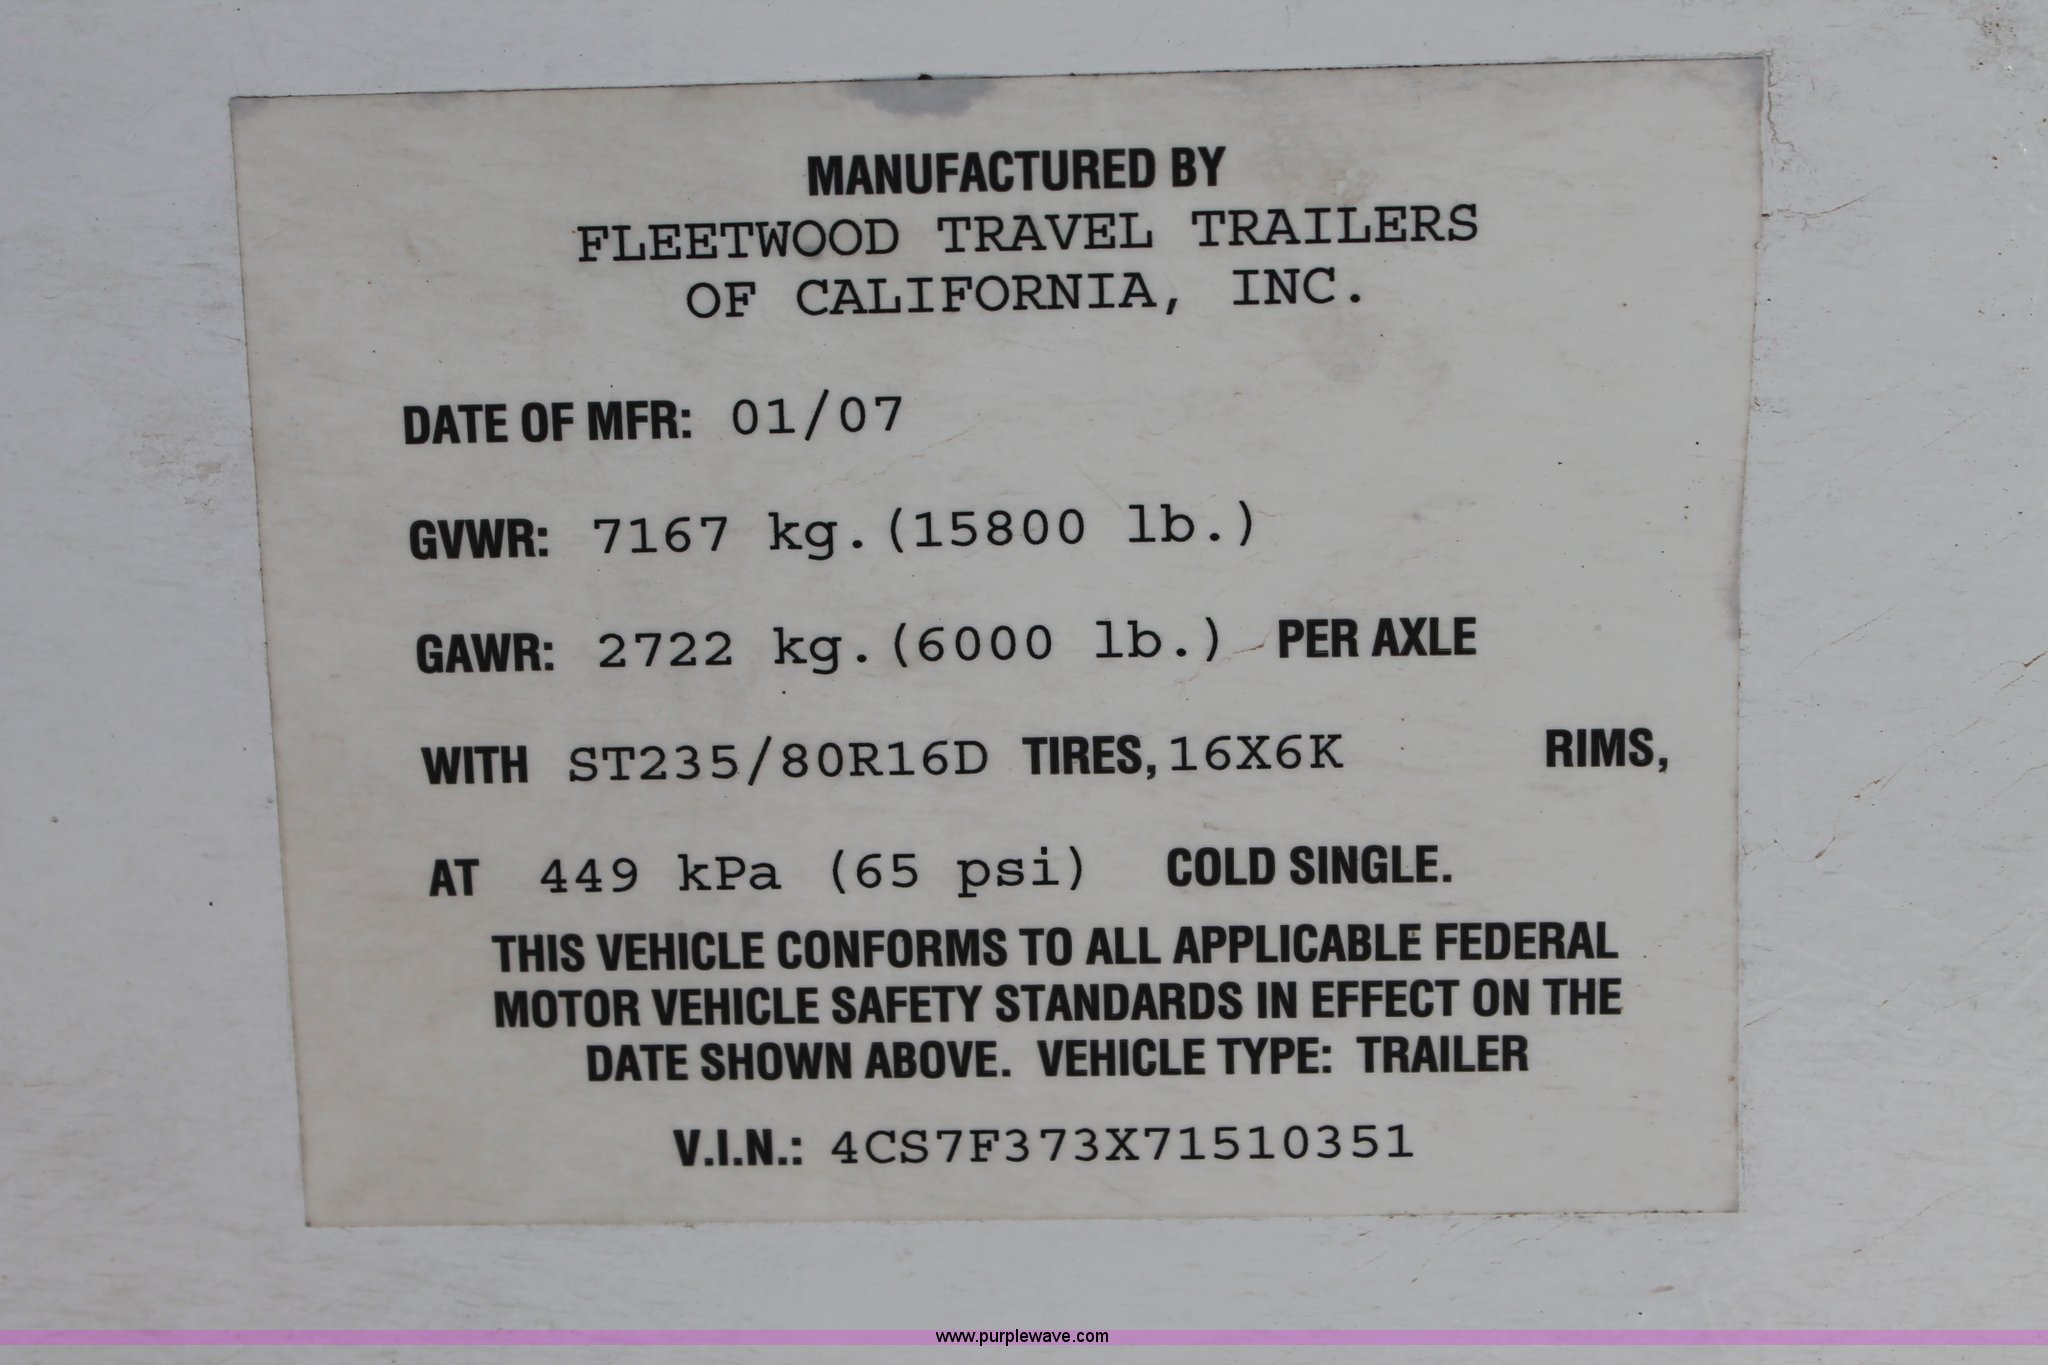 MANUFACTURED BY
FLEETWOOD TRAVEL TRAILERS
OF CALIFORNIA, INC.
DATE OF MFR: 01/07
GVWR: 7167 kg.(15800 lb.)
GAWR: 2722 kg.(6000 lb.) PER AXLE
WITH ST235/80R16D TIRES, 16X6K RIMS,
AT 449 kPa (65 psi) COLD SINGLE.
THIS VEHICLE CONFORMS TO ALL APPLICABLE FEDERAL
MOTOR VEHICLE SAFETY STANDARDS IN EFFECT ON THE
DATE SHOWN ABOVE. VEHICLE TYPE: TRAILER
V.I.N.: 4CS7F373X71510351
www.purplewave.com